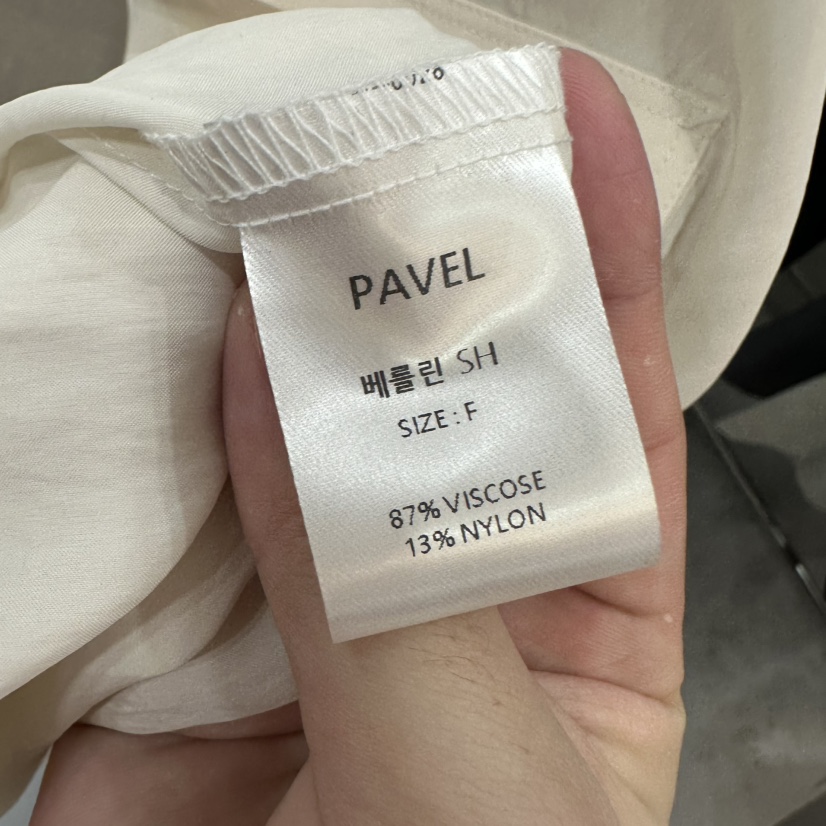 PAVEL
베를린 SH
SIZE : F
87% VISCOSE
13% NYLON